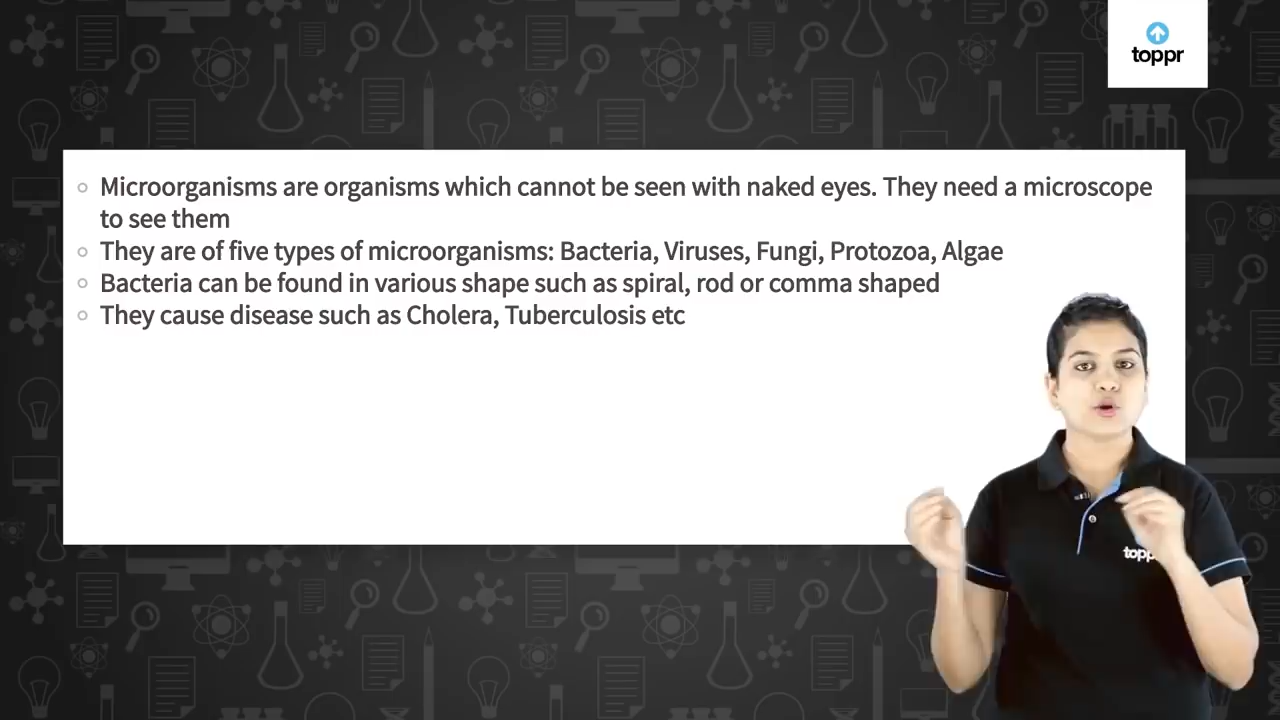 toppr
Microorganisms are organisms which cannot be seen with naked eyes. They need a microscope
to see them
They are of five types of microorganisms: Bacteria, Viruses, Fungi, Protozoa, Algae
Bacteria can be found in various shape such as spiral, rod or comma shaped
They cause disease such as Cholera, Tuberculosis etc
topp